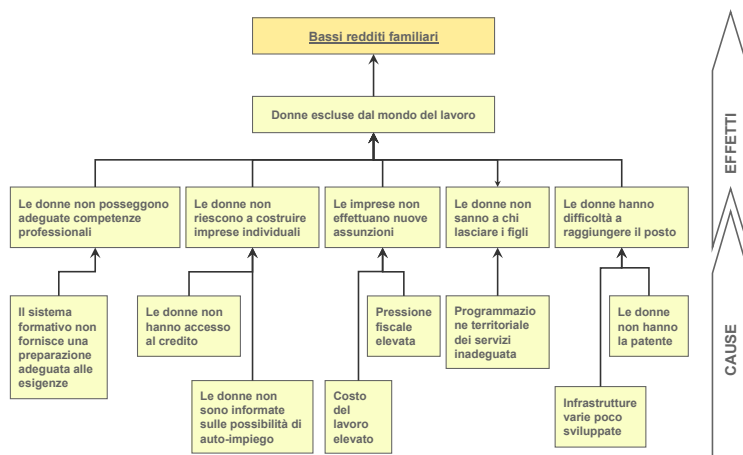 Bassi redditi familiari
Donne escluse dal mondo del lavoro
Le donne non posseggono
adeguate competenze
professionali
Le donne non
riescono a costruire
imprese individuali
Le imprese non
effettuano nuove
assunzioni
Le donne non
sanno a chi
lasciare i figli
Le donne hanno
difficoltà a
raggiungere il posto
Il sistema
formativo non
fornisce una
preparazione
adeguata alle
esigenze
Le donne non
hanno accesso
al credito
Pressione
fiscale
elevata
Programmazio
ne territoriale
dei servizi
inadeguata
Le donne
non hanno
la patente
Le donne non
sono informate
sulle possibilità di
auto-impiego
Costo
del
lavoro
elevato
Infrastrutture
varie poco
sviluppate
EFFETTI
CAUSE